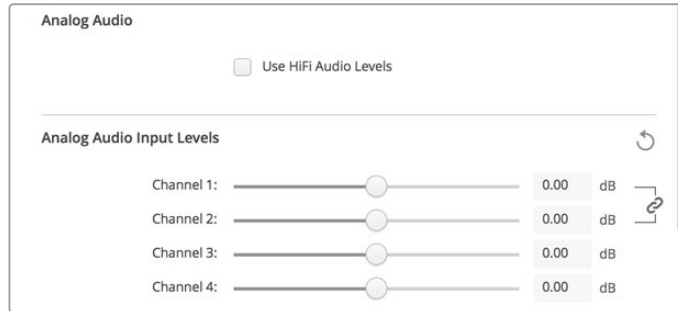 Analog Audio
Use HiFi Audio Levels
Analog Audio Input Levels
Channel 1: 0.00 dB
Channel 2: 0.00 dB
Channel 3: 0.00 dB
Channel 4: 0.00 dB